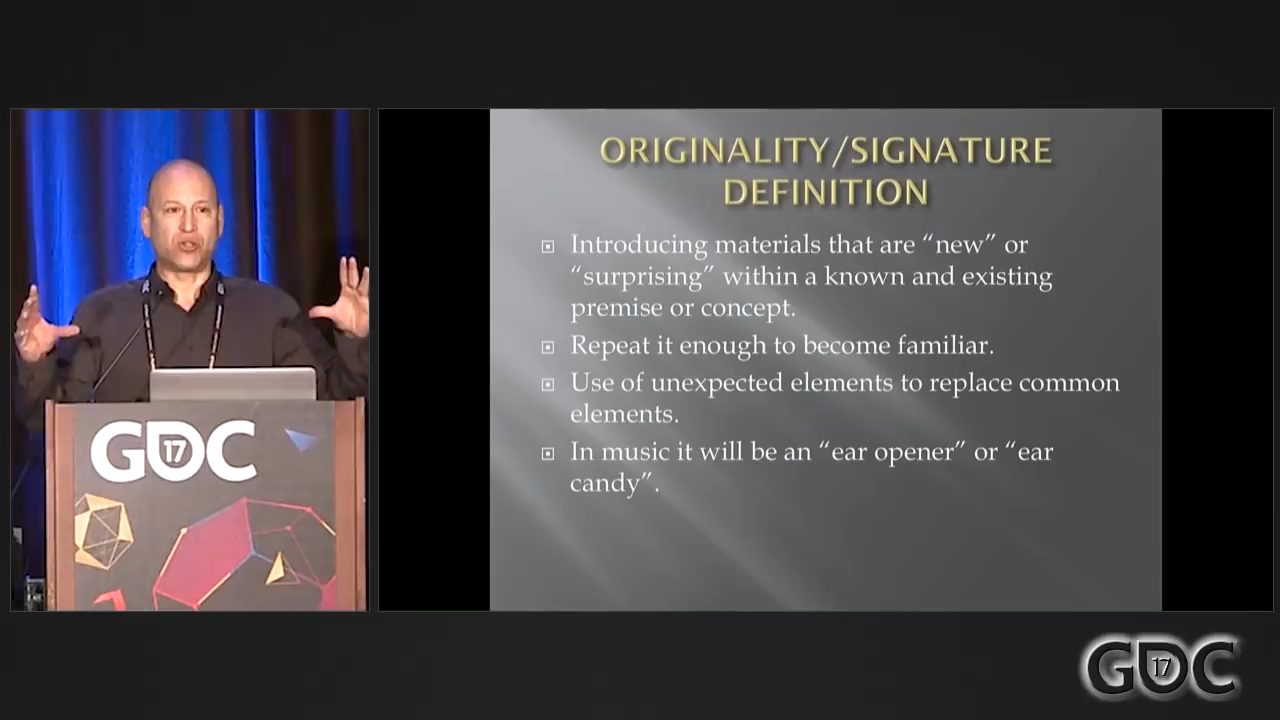 ORIGINALITY/SIGNATURE
DEFINITION
Introducing materials that are “new” or
“surprising” within a known and existing
premise or concept.
Repeat it enough to become familiar.
Use of unexpected elements to replace common
elements.
In music it will be an “ear opener” or “ear
candy”.
GDC 17
GDC 17